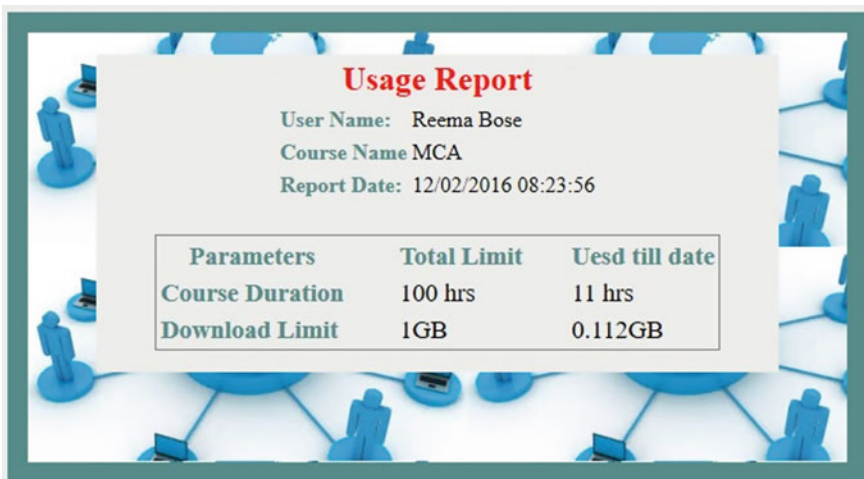 Usage Report
User Name: Reema Bose
Course Name MCA
Report Date: 12/02/2016 08:23:56
Parameters Total Limit Uesd till date
Course Duration 100 hrs 11 hrs
Download Limit 1GB 0.112GB